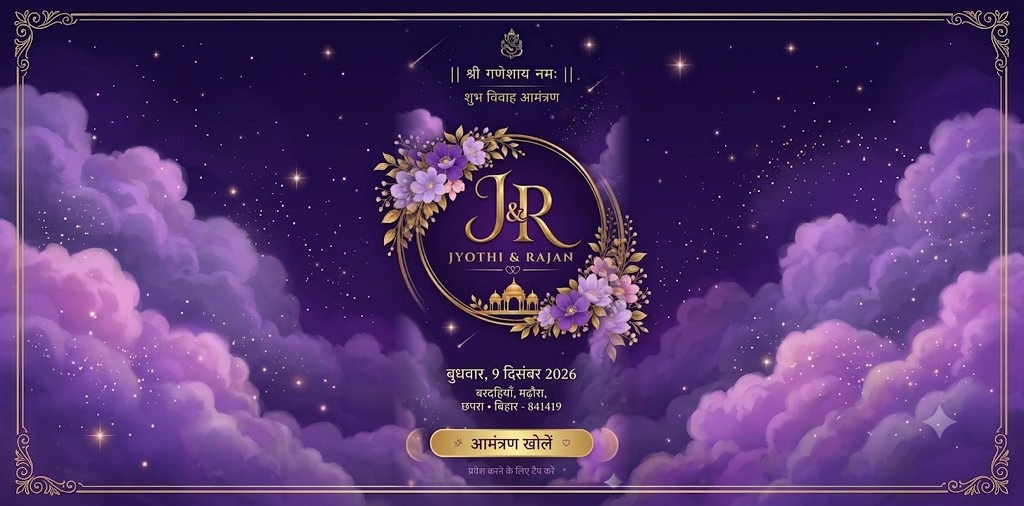 || श्री गणेशाय नमः ||
शुभ विवाह आमंत्रण
J&R
JYOTHI & RAJAN
बुधवार, 9 दिसंबर 2026
बरदहियाँ, मढ़ौरा,
छपरा • बिहार - 841419
आमंत्रण खोलें
प्रवेश करने के लिए टैप करें